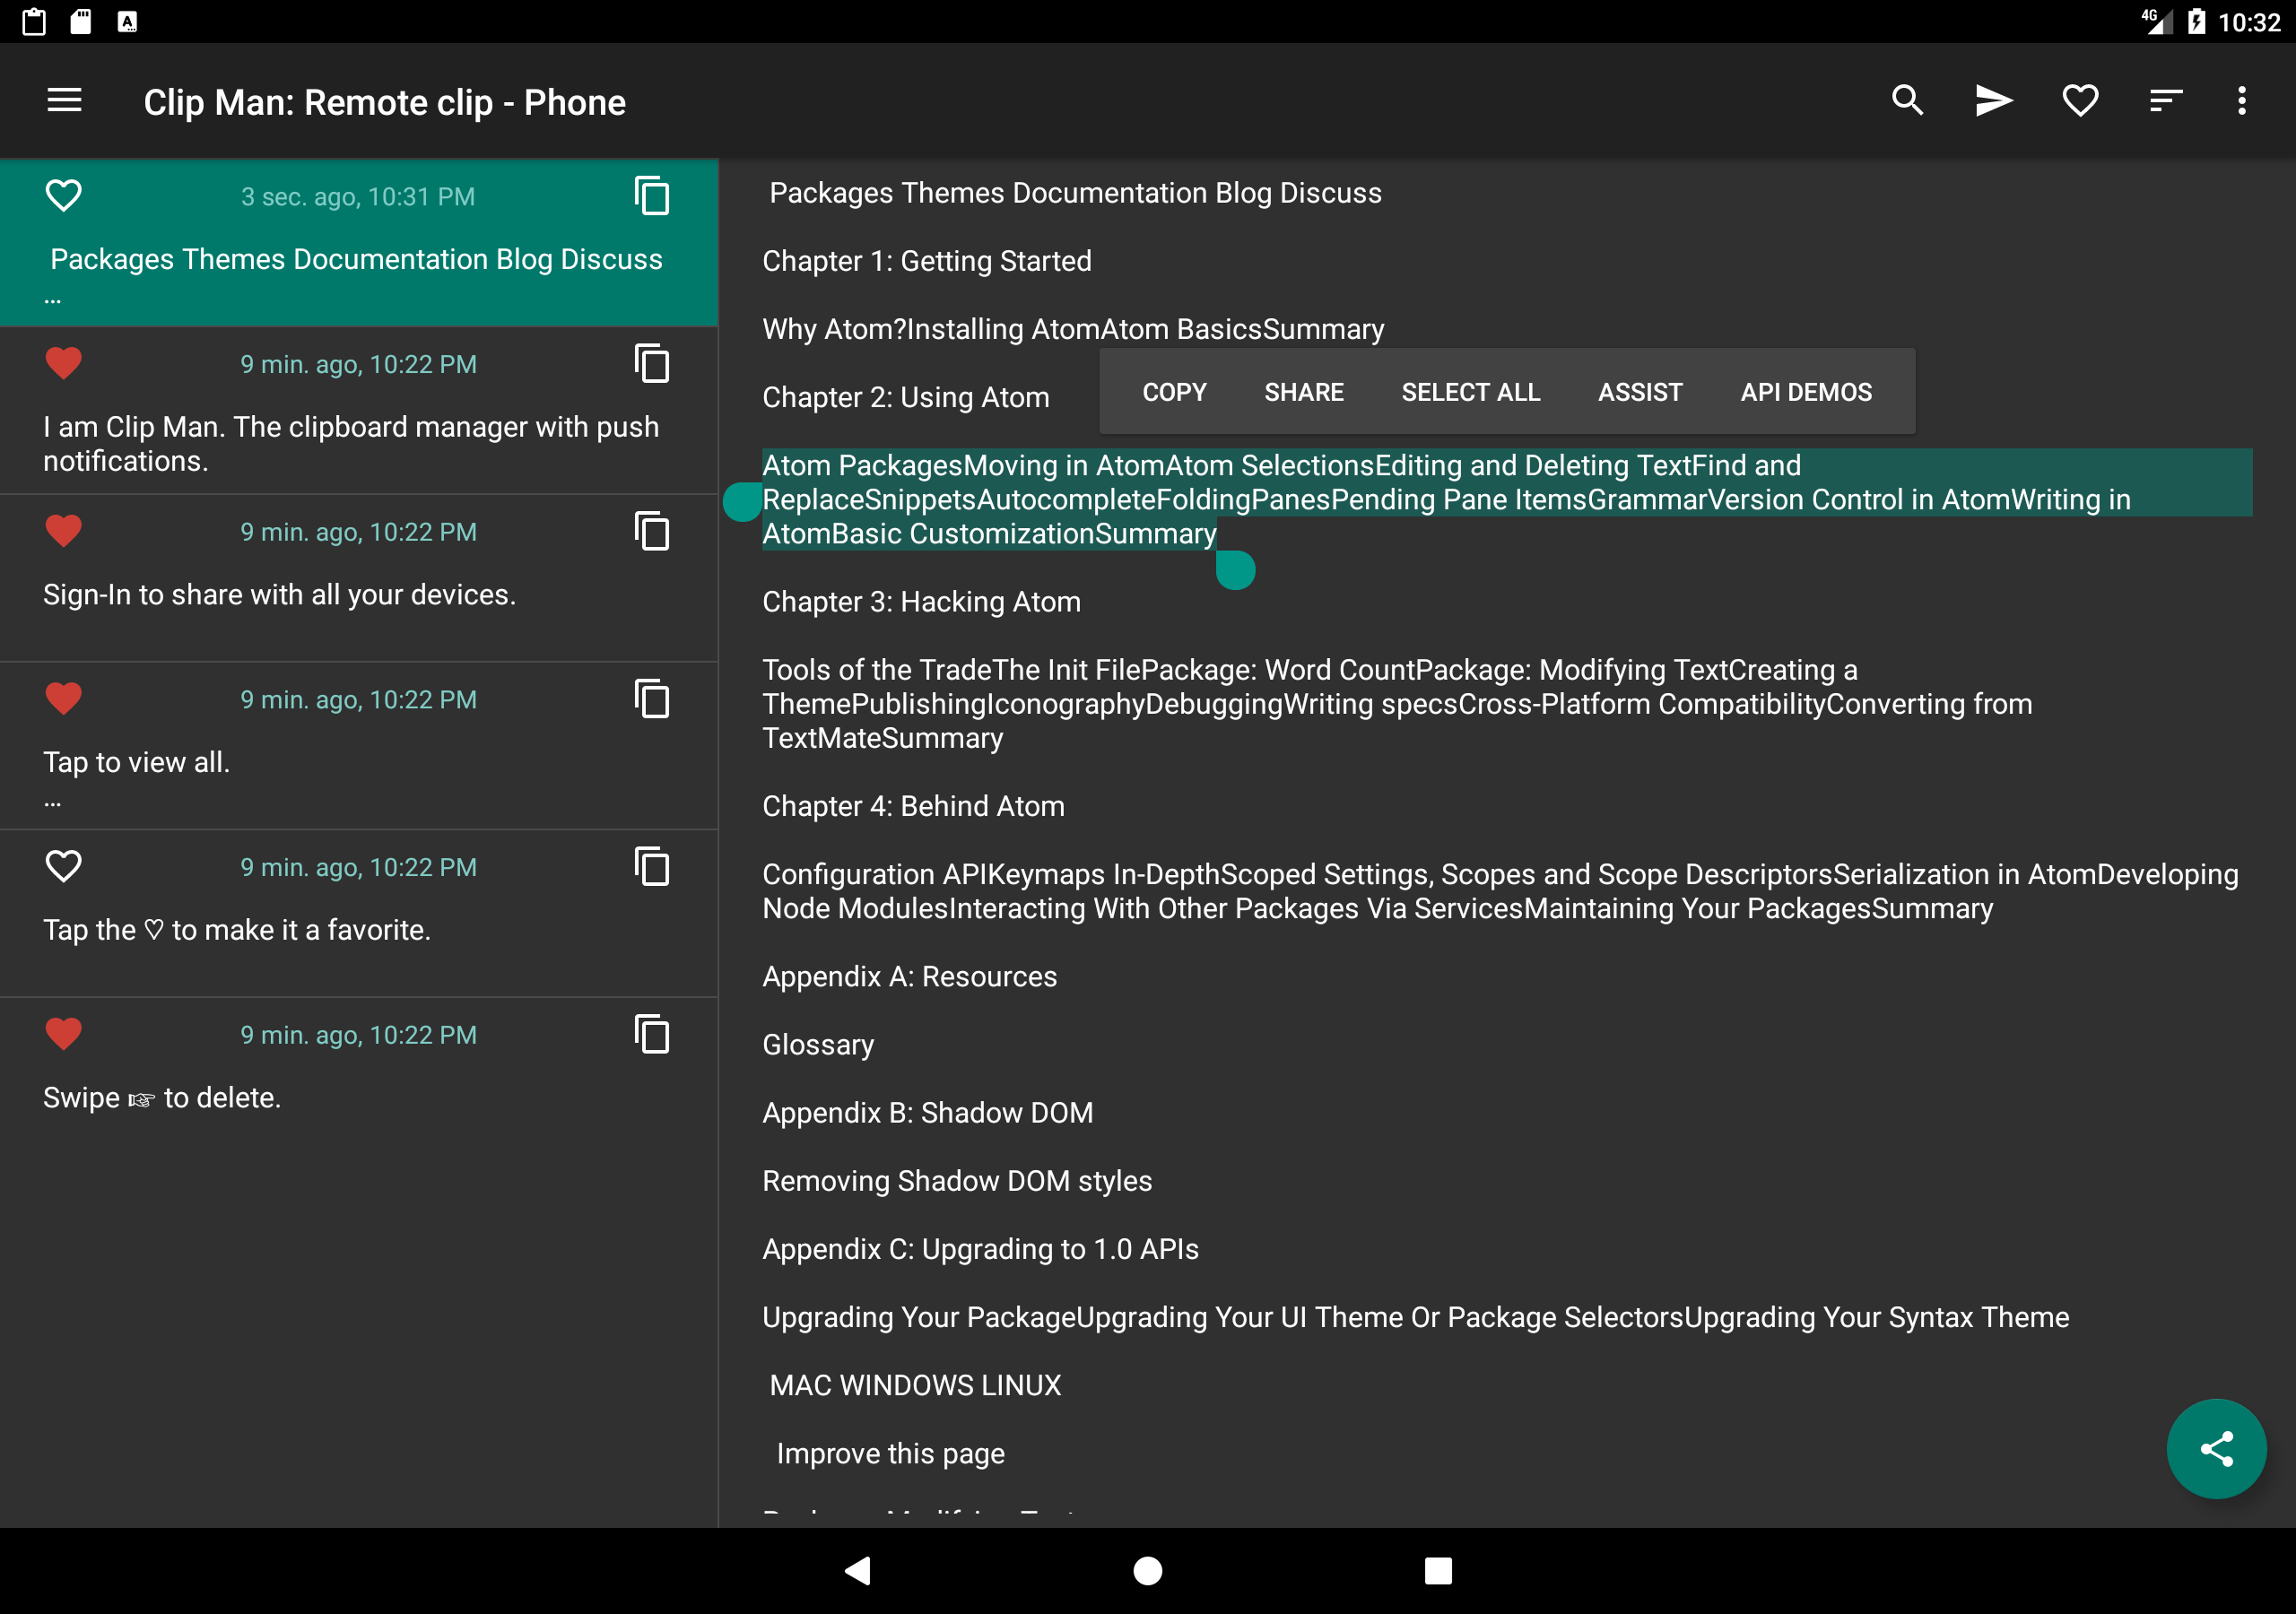 4G 10:32
Clip Man: Remote clip - Phone
3 sec. ago, 10:31 PM
Packages Themes Documentation Blog Discuss
…
9 min. ago, 10:22 PM
I am Clip Man. The clipboard manager with push
notifications.
9 min. ago, 10:22 PM
Sign-In to share with all your devices.
9 min. ago, 10:22 PM
Tap to view all.
…
9 min. ago, 10:22 PM
Tap the ♡ to make it a favorite.
9 min. ago, 10:22 PM
Swipe ☞ to delete.
Packages Themes Documentation Blog Discuss
Chapter 1: Getting Started
Why Atom?Installing AtomAtom BasicsSummary
COPY SHARE SELECT ALL ASSIST API DEMOS
Chapter 2: Using Atom
Atom PackagesMoving in AtomAtom SelectionsEditing and Deleting TextFind and
ReplaceSnippetsAutocompleteFoldingPanesPending Pane ItemsGrammarVersion Control in AtomWriting in
AtomBasic CustomizationSummary
Chapter 3: Hacking Atom
Tools of the TradeThe Init FilePackage: Word CountPackage: Modifying TextCreating a
ThemePublishingIconographyDebuggingWriting specsCross-Platform CompatibilityConverting from
TextMateSummary
Chapter 4: Behind Atom
Configuration APIKeymaps In-DepthScoped Settings, Scopes and Scope DescriptorsSerialization in AtomDeveloping
Node ModulesInteracting With Other Packages Via ServicesMaintaining Your PackagesSummary
Appendix A: Resources
Glossary
Appendix B: Shadow DOM
Removing Shadow DOM styles
Appendix C: Upgrading to 1.0 APIs
Upgrading Your PackageUpgrading Your UI Theme Or Package SelectorsUpgrading Your Syntax Theme
MAC WINDOWS LINUX
Improve this page